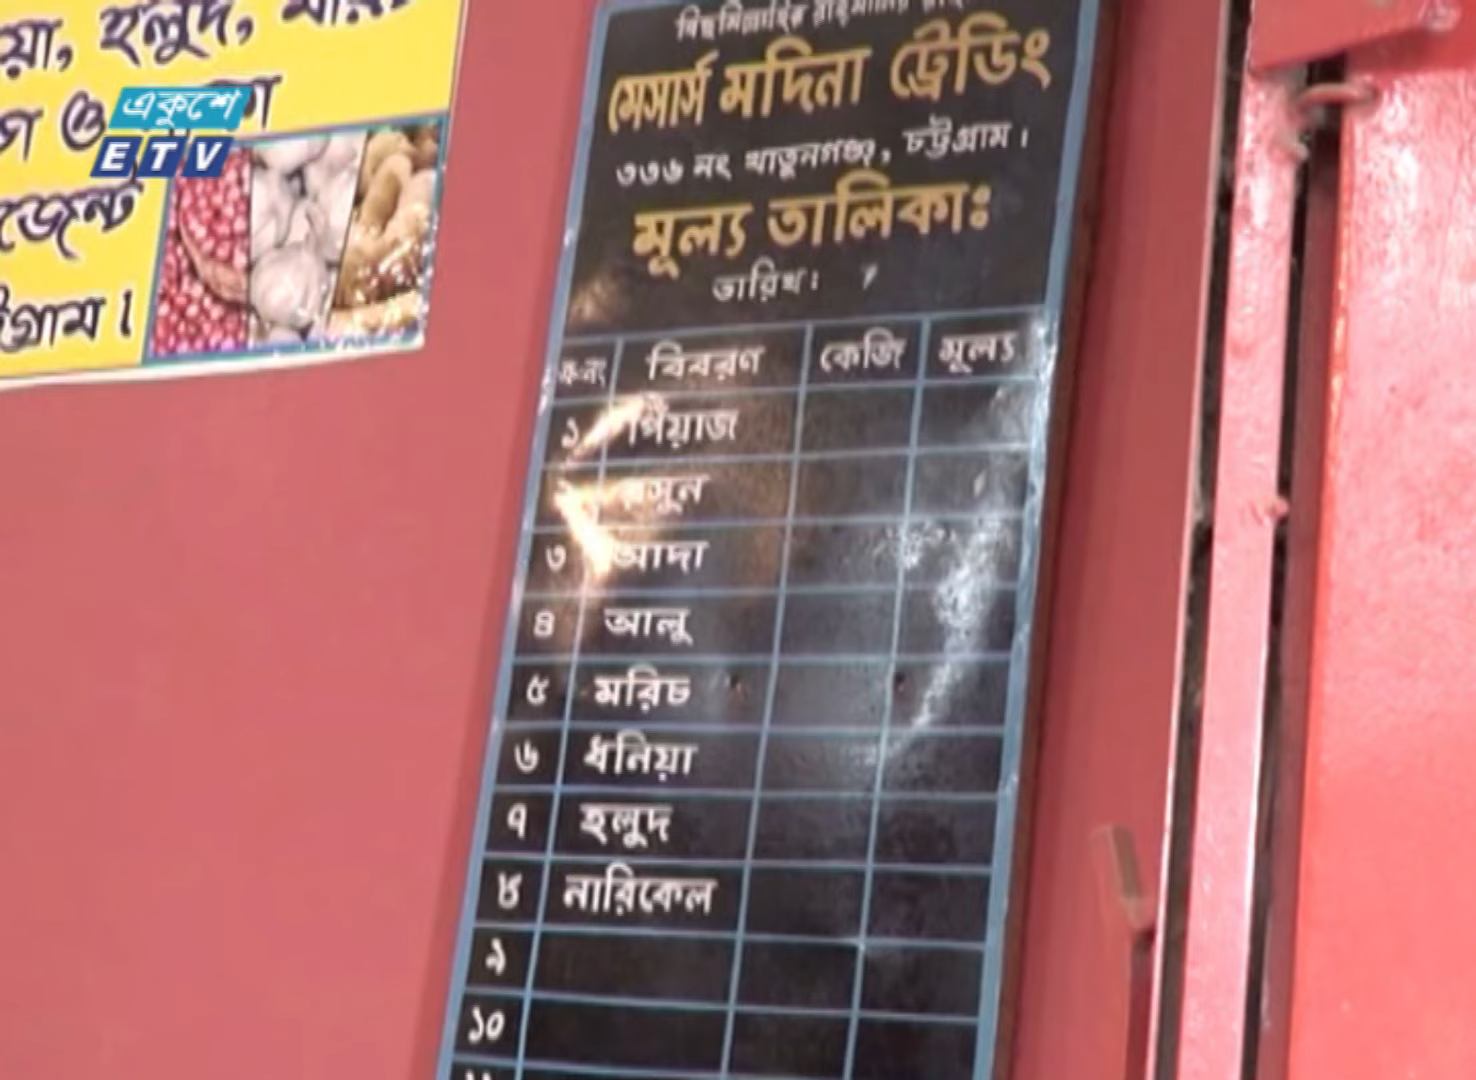 য়া, হলুদ,
ও
একুশে
ETV
গ্রাম।
মেসার্স মদিনা ট্রেডিং
৩৩৬ নং খাতুনগঞ্জ, চট্টগ্রাম।
মূল্য তালিকাঃ
তারিখঃ /
ক্রঃনং বিবরণ কেজি মূল্য
১ পিঁয়াজ
২ রসুন
৩ আদা
৪ আলু
৫ মরিচ
৬ ধনিয়া
৭ হলুদ
৮ নারিকেল
৯
১০